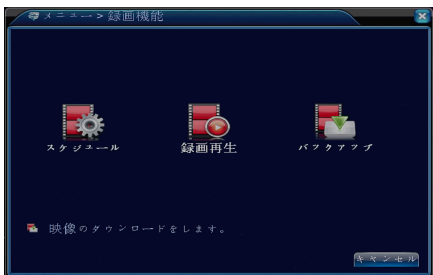 メニュー>録画機能
スケジュール
録画再生
バックアップ
映像のダウンロードをします。
キャンセル